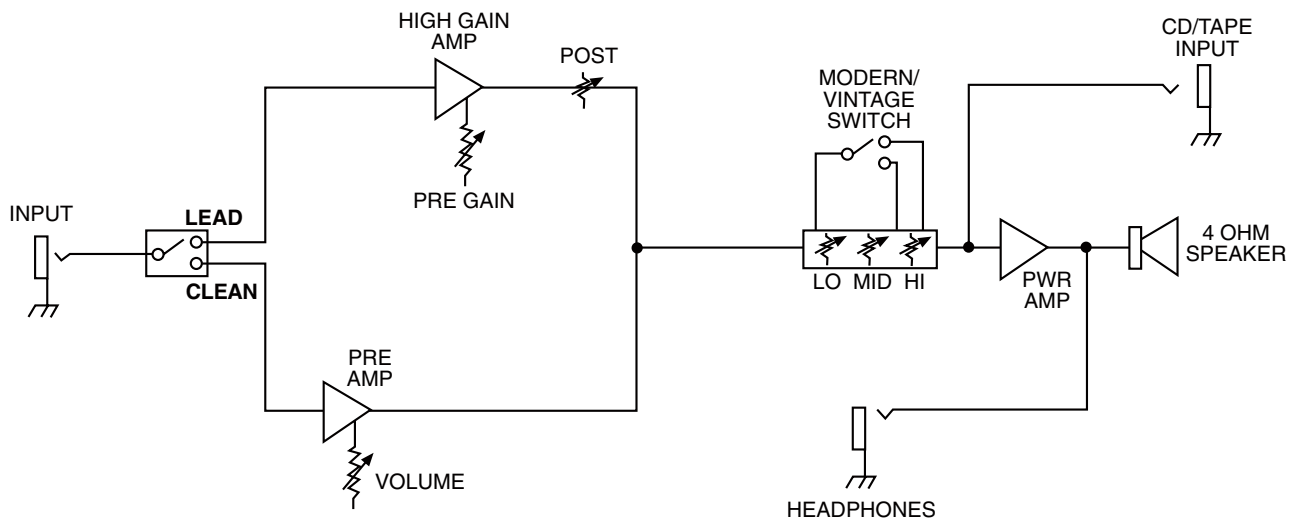 HIGH GAIN
AMP
POST
PRE GAIN
INPUT
LEAD
CLEAN
PRE
AMP
VOLUME
MODERN/
VINTAGE
SWITCH
LO MID HI
CD/TAPE
INPUT
PWR
AMP
4 OHM
SPEAKER
HEADPHONES